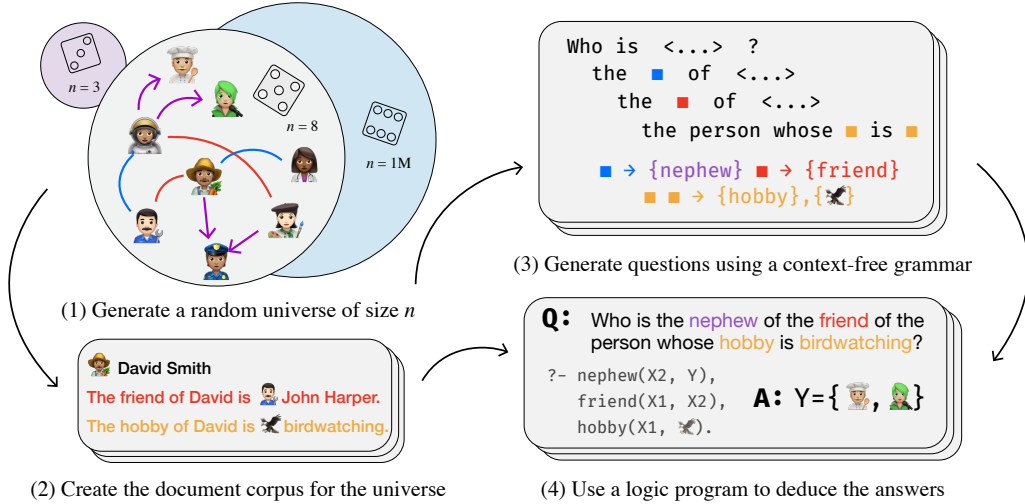 n = 3
n = 8
n = 1M
(1) Generate a random universe of size n
David Smith
The friend of David is John Harper.
The hobby of David is birdwatching.
(2) Create the document corpus for the universe
Who is <...> ?
the ■ of <...>
the ■ of <...>
the person whose ■ is ■
■ → {nephew} ■ → {friend}
■ ■ → {hobby},{🦅}
(3) Generate questions using a context-free grammar
Q: Who is the nephew of the friend of the
person whose hobby is birdwatching?
?- nephew(X2, Y),
friend(X1, X2),
hobby(X1, 🦅).
A: Y={👨🏼‍🍳, 🧑‍🎤}
(4) Use a logic program to deduce the answers